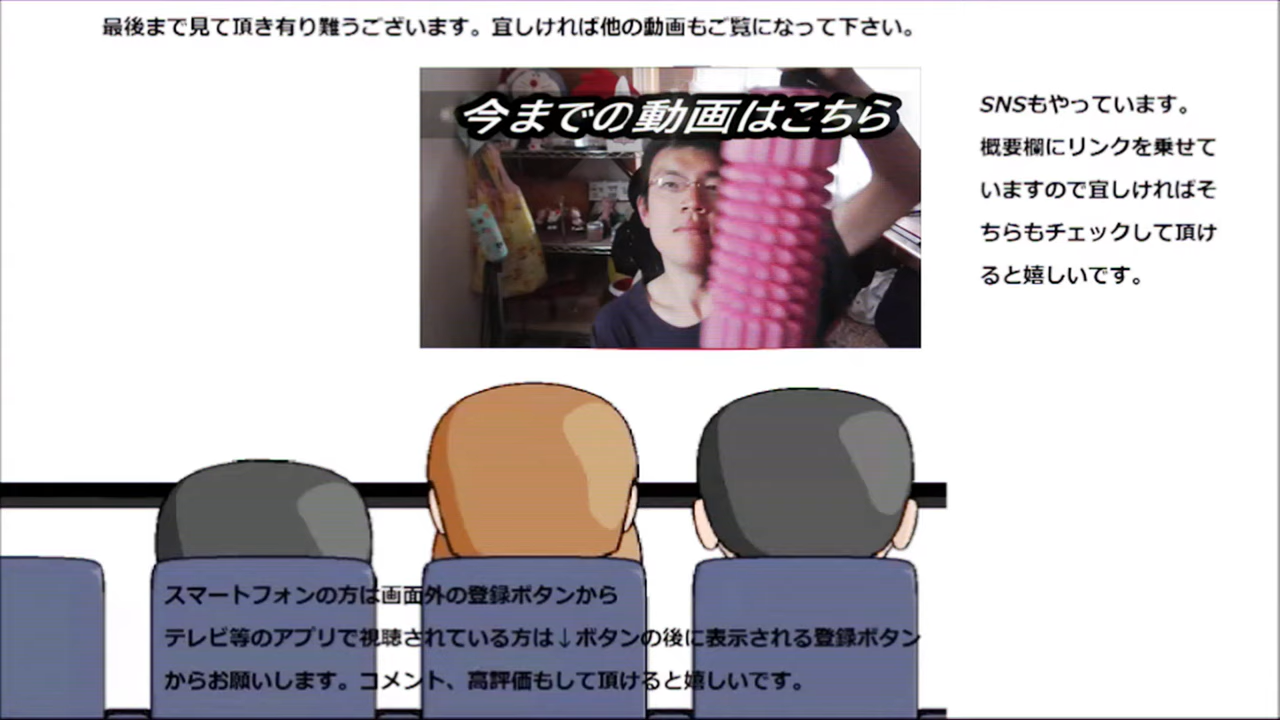 最後まで見て頂き有り難うございます。宜しければ他の動画もご覧になって下さい。
今までの動画はこちら
SNSもやっています。
概要欄にリンクを乗せて
いますので宜しければそ
ちらもチェックして頂け
ると嬉しいです。
スマートフォンの方は画面外の登録ボタンから
テレビ等のアプリで視聴されている方は↓ボタンの後に表示される登録ボタン
からお願いします。コメント、高評価もして頂けると嬉しいです。